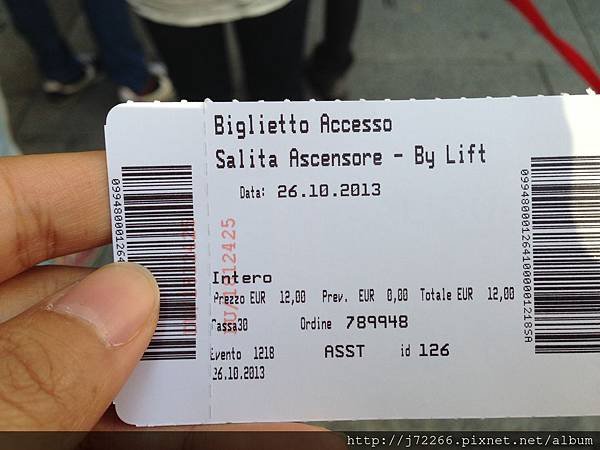 Biglietto Accesso
Salita Ascensore - By Lift
Data: 26.10.2013
Intero
Prezzo EUR 12,00 Prev. EUR 0,00 Totale EUR 12,00
Cassa30 Ordine 789948
Evento 1218 ASST id 126
26.10.2013
09948000012641000001218SA
http://j72266.pixnet.net/album